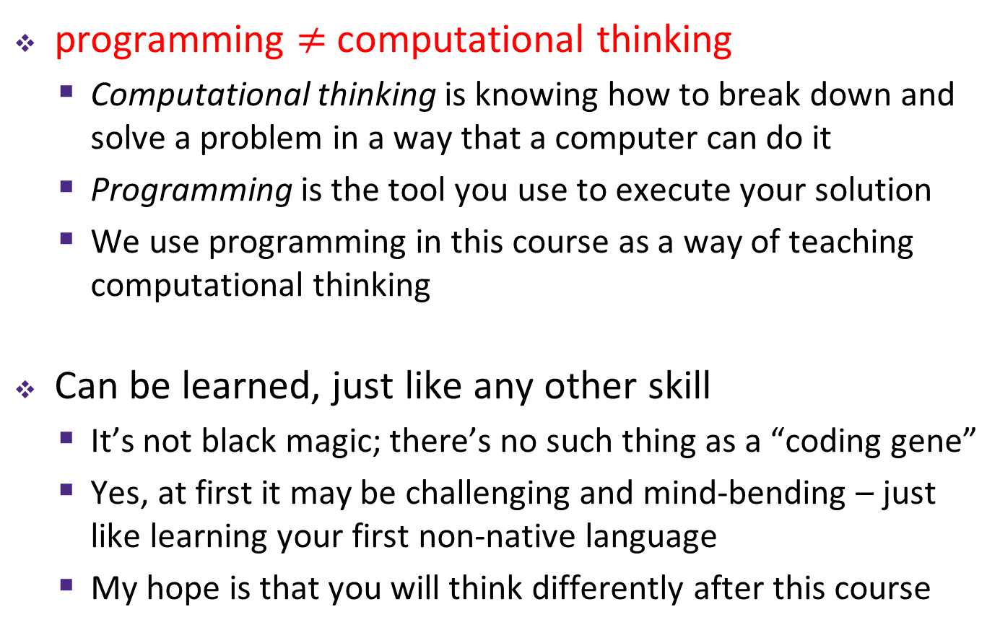 ❖ programming ≠ computational thinking
▪ Computational thinking is knowing how to break down and
solve a problem in a way that a computer can do it
▪ Programming is the tool you use to execute your solution
▪ We use programming in this course as a way of teaching
computational thinking
❖ Can be learned, just like any other skill
▪ It’s not black magic; there’s no such thing as a “coding gene”
▪ Yes, at first it may be challenging and mind-bending – just
like learning your first non-native language
▪ My hope is that you will think differently after this course